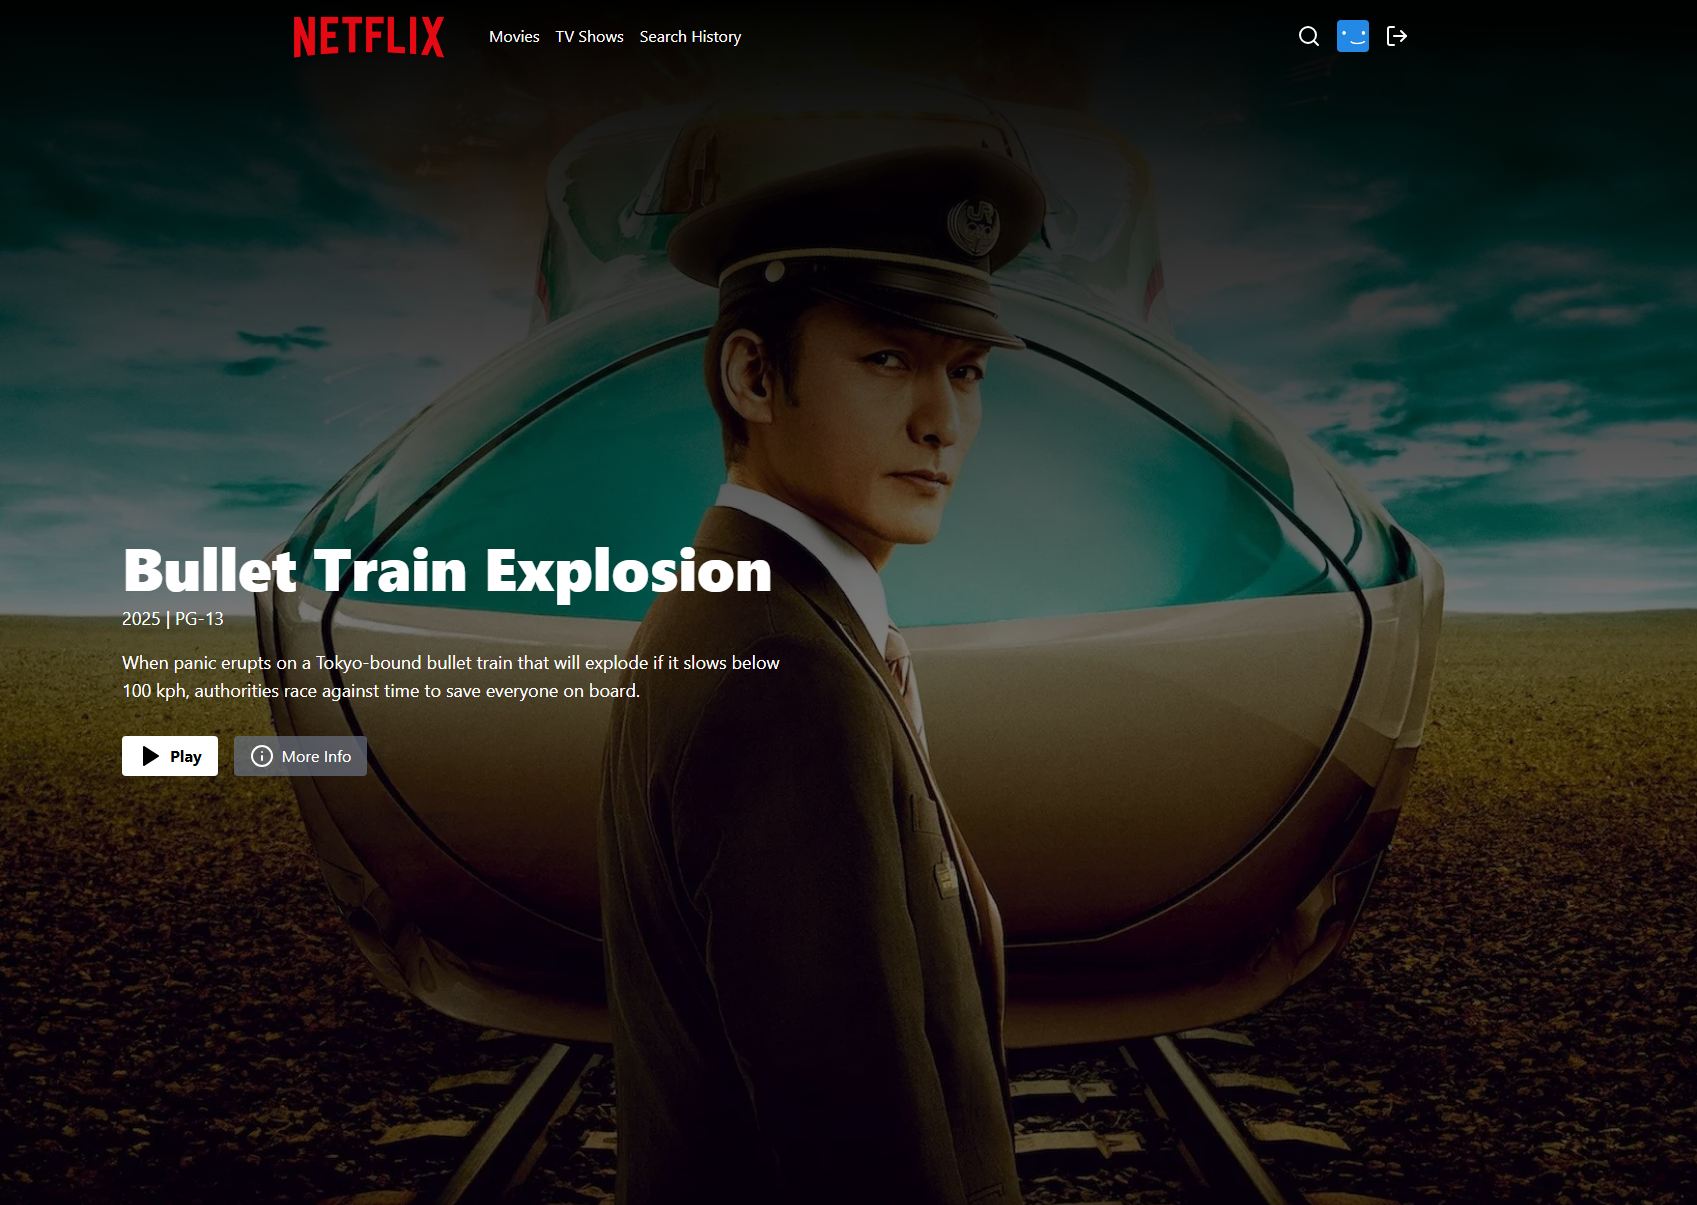 NETFLIX
Movies TV Shows Search History
JR
Bullet Train Explosion
2025 | PG-13
When panic erupts on a Tokyo-bound bullet train that will explode if it slows below
100 kph, authorities race against time to save everyone on board.
Play More Info